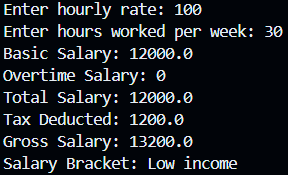 Enter hourly rate: 100
Enter hours worked per week: 30
Basic Salary: 12000.0
Overtime Salary: 0
Total Salary: 12000.0
Tax Deducted: 1200.0
Gross Salary: 13200.0
Salary Bracket: Low income